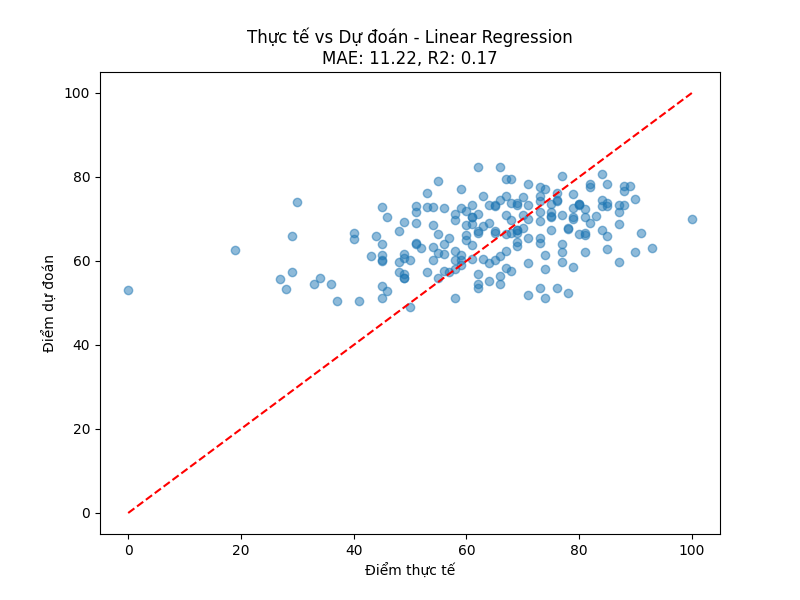 Thực tế vs Dự đoán - Linear Regression
MAE: 11.22, R2: 0.17
Điểm dự đoán
100
80
60
40
20
0
0 20 40 60 80 100
Điểm thực tế